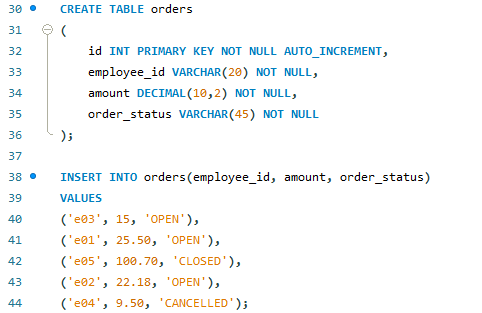 30 CREATE TABLE orders
31 (
32 id INT PRIMARY KEY NOT NULL AUTO_INCREMENT,
33 employee_id VARCHAR(20) NOT NULL,
34 amount DECIMAL(10,2) NOT NULL,
35 order_status VARCHAR(45) NOT NULL
36 );
37
38 INSERT INTO orders(employee_id, amount, order_status)
39 VALUES
40 ('e03', 15, 'OPEN'),
41 ('e01', 25.50, 'OPEN'),
42 ('e05', 100.70, 'CLOSED'),
43 ('e02', 22.18, 'OPEN'),
44 ('e04', 9.50, 'CANCELLED');